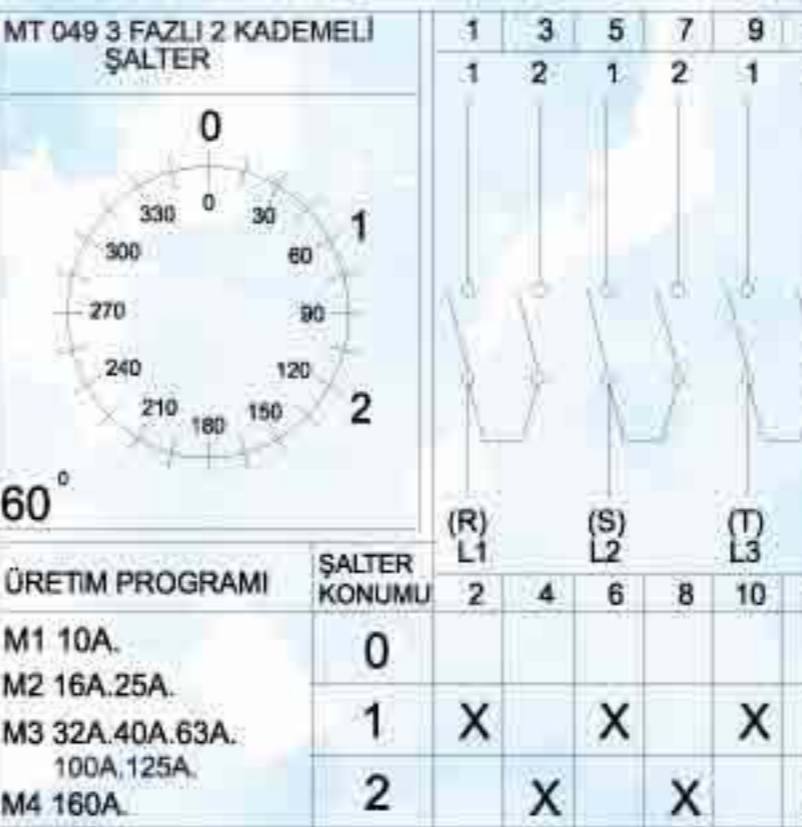 MT 049 3 FAZLI 2 KADEMELİ
ŞALTER
0
1
2
0
30
60
90
120
150
180
210
240
270
300
330
60°
1 3 5 7 9
1 2 1 2 1
(R) (S) (T)
L1 L2 L3
ÜRETİM PROGRAMI
ŞALTER
KONUMU
2 4 6 8 10
M1 10A.
M2 16A.25A.
M3 32A.40A.63A.
100A.125A.
M4 160A.
0
1 X X X
2 X X